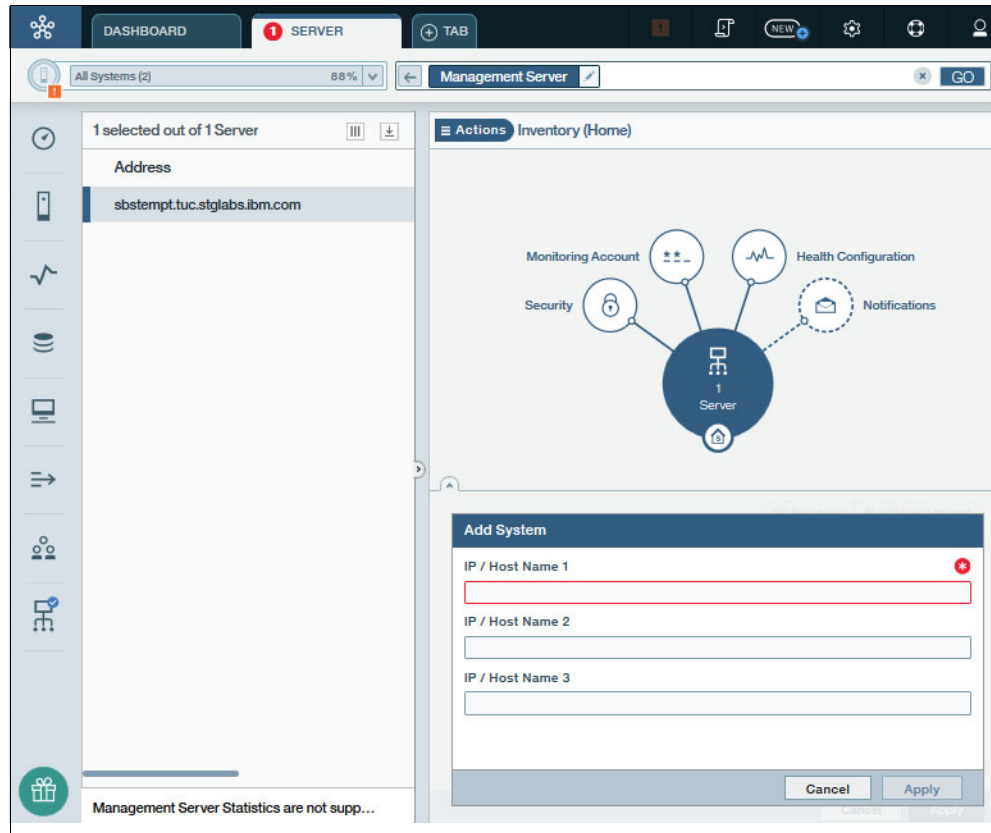 DASHBOARD
1 SERVER
TAB
NEW
All Systems (2) 88%
Management Server
GO
1 selected out of 1 Server
Address
sbstempt.tuc.stglabs.ibm.com
Actions Inventory (Home)
Monitoring Account
Health Configuration
Security
Notifications
1
Server
S
Add System
IP / Host Name 1
IP / Host Name 2
IP / Host Name 3
Cancel Apply
Cancel Apply
Management Server Statistics are not supp...